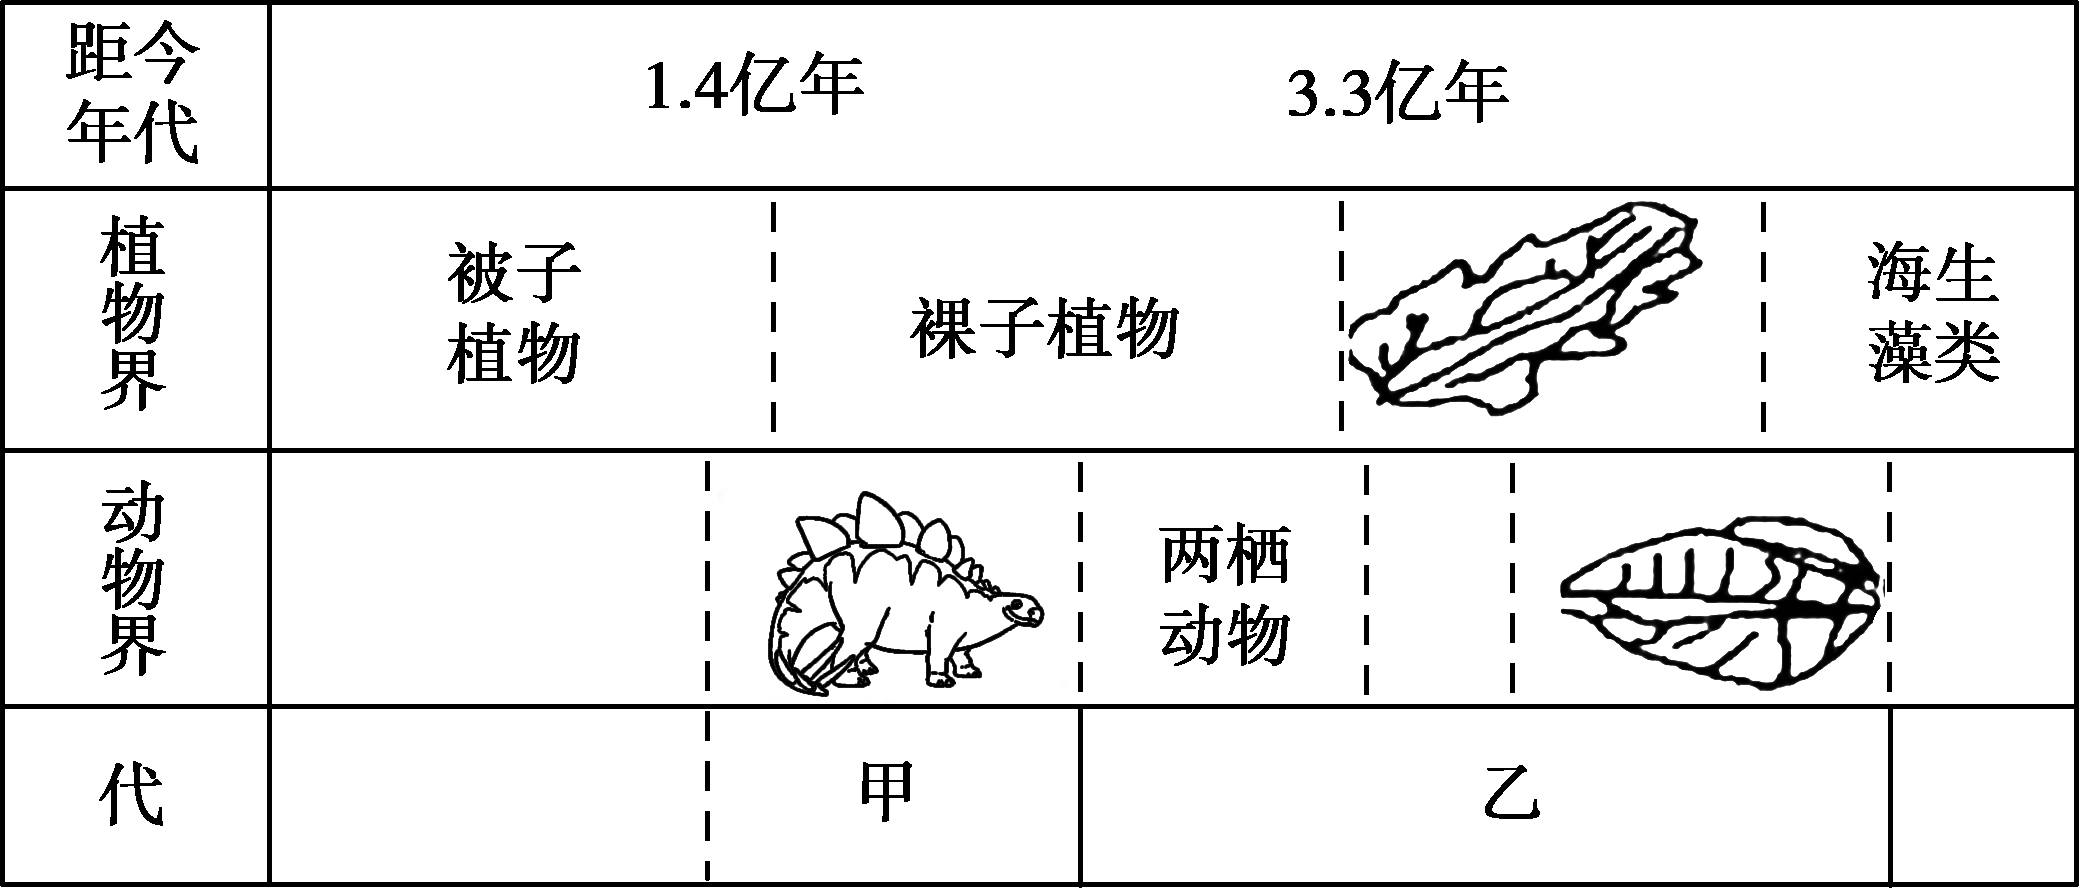 距今
年代
1.4亿年
3.3亿年
植
物
界
被子
植物
裸子植物
海生
藻类
动
物
界
两栖
动物
代
甲
乙